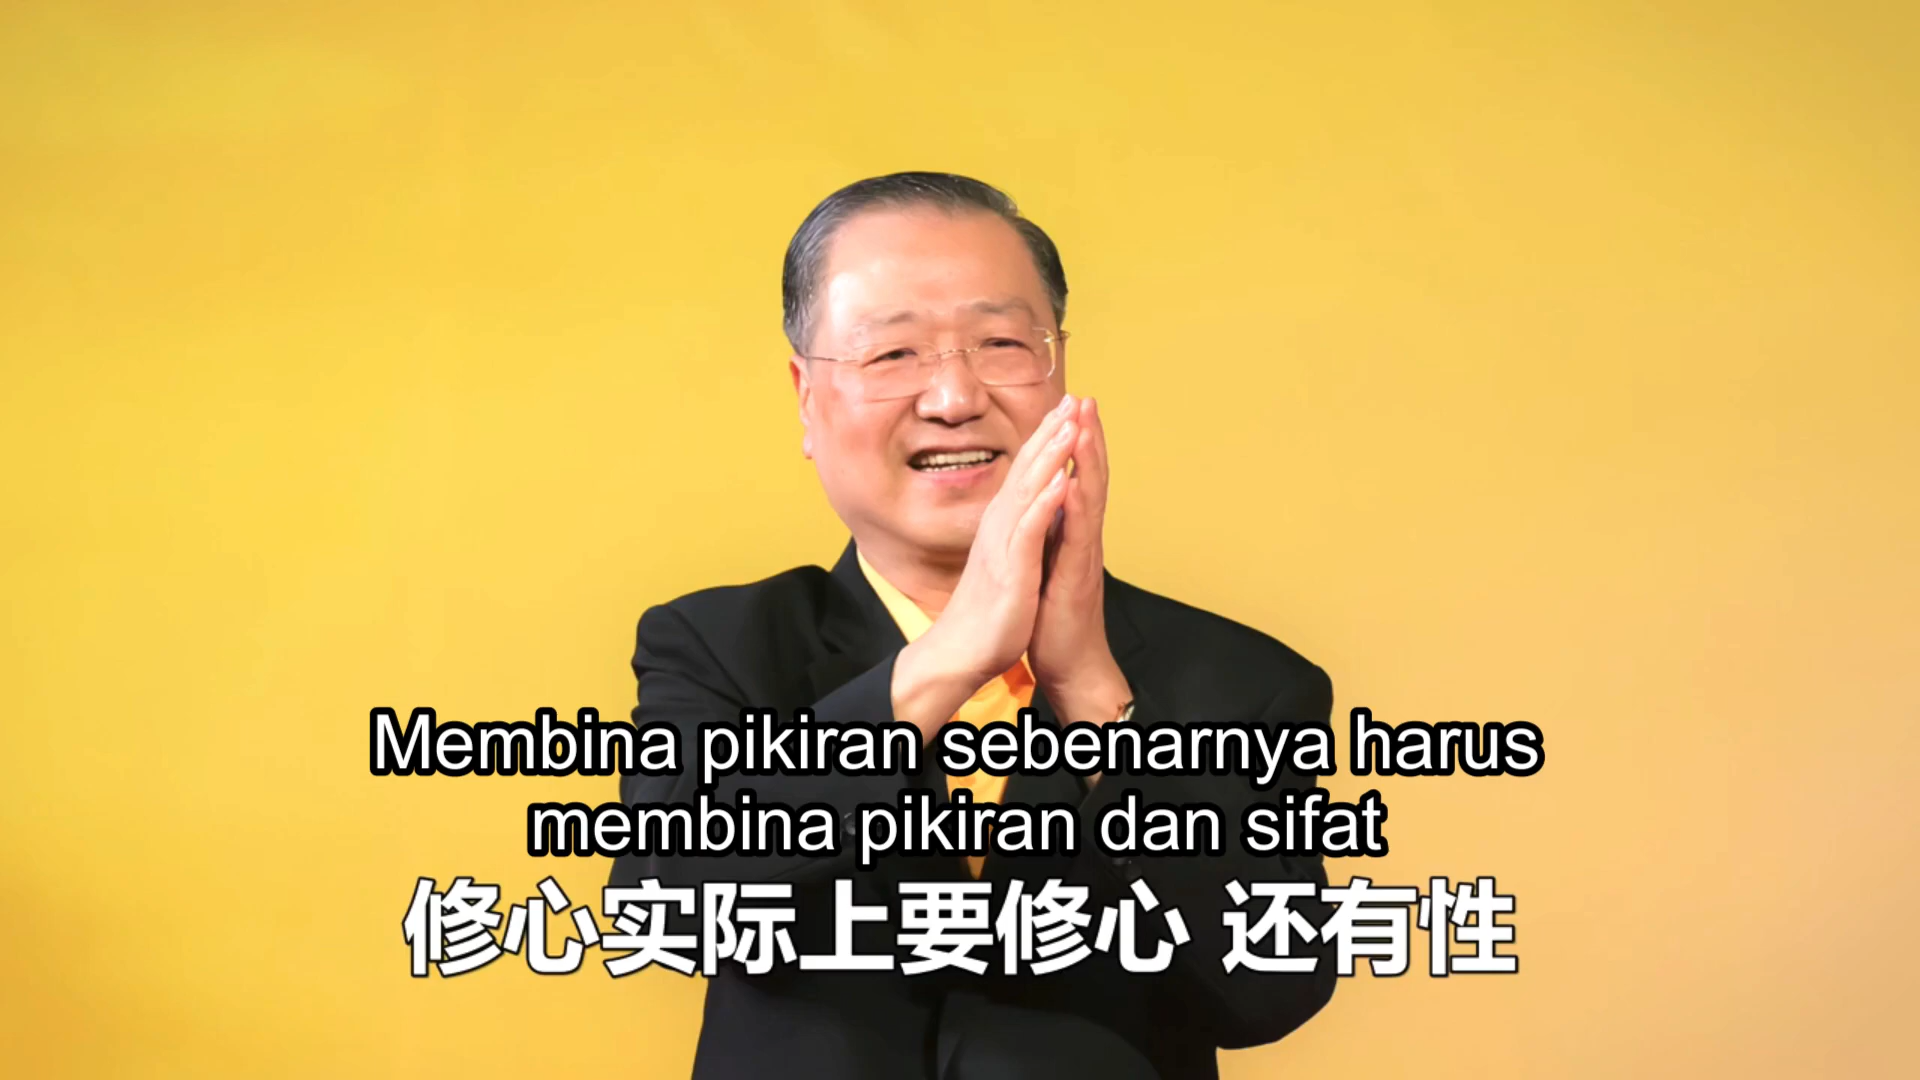 Membina pikiran sebenarnya harus
membina pikiran dan sifat
修心实际上要修心 还有性